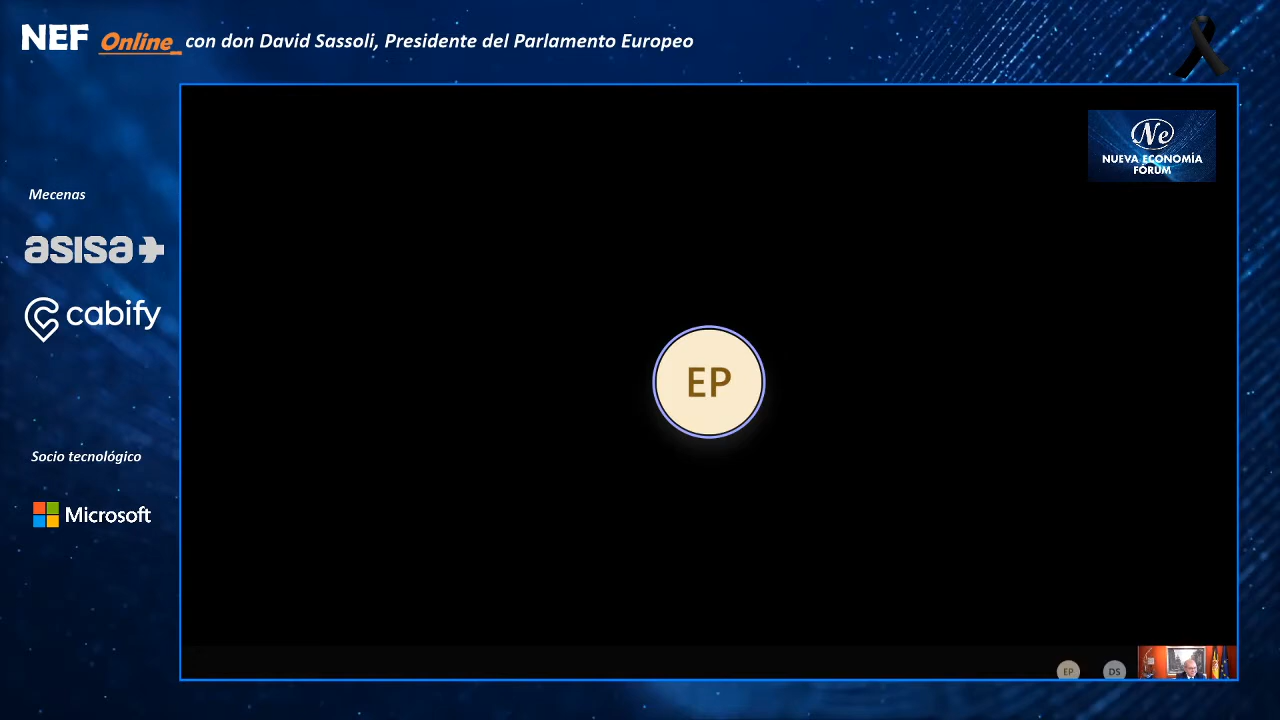 NEF Online_ con don David Sassoli, Presidente del Parlamento Europeo
Ne
NUEVA ECONOMÍA
FÓRUM
Mecenas
asisa
cabify
EP
Socio tecnológico
Microsoft
EP
DS